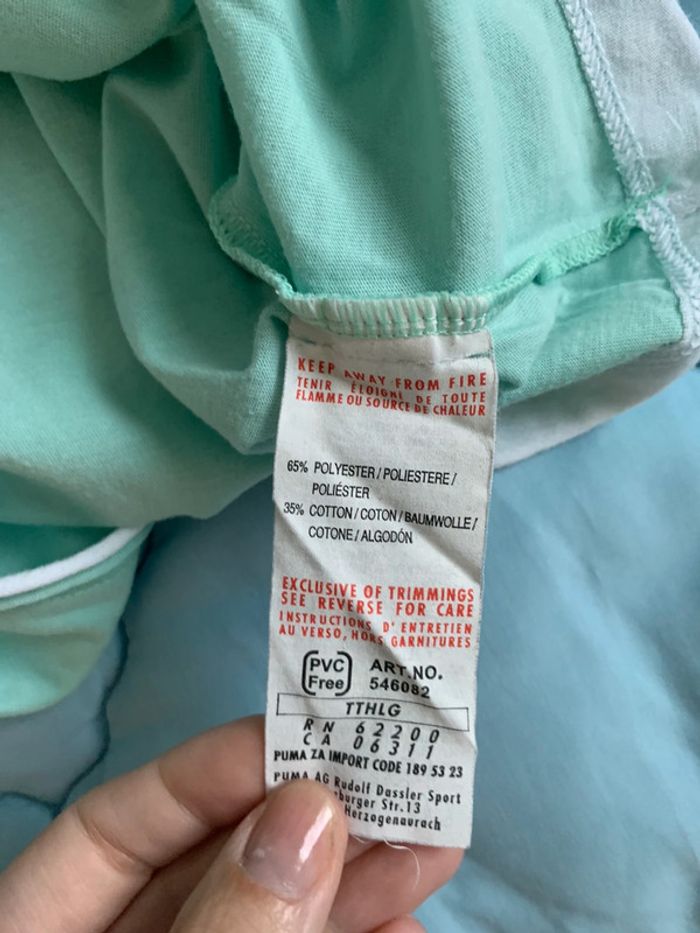 KEEP AWAY FROM FIRE
TENIR ÉLOIGNÉ DE TOUTE
FLAMME OU SOURCE DE CHALEUR
65% POLYESTER / POLIESTERE /
POLIÉSTER
35% COTTON / COTON / BAUMWOLLE /
COTONE / ALGODÓN
EXCLUSIVE OF TRIMMINGS
SEE REVERSE FOR CARE
INSTRUCTIONS D' ENTRETIEN
AU VERSO, HORS GARNITURES
PVC
Free
ART.NO.
546082
TTHLG
RN 62200
CA 06311
PUMA ZA IMPORT CODE 189 53 23
PUMA AG Rudolf Dassler Sport
Str.13
Herzogenaurach